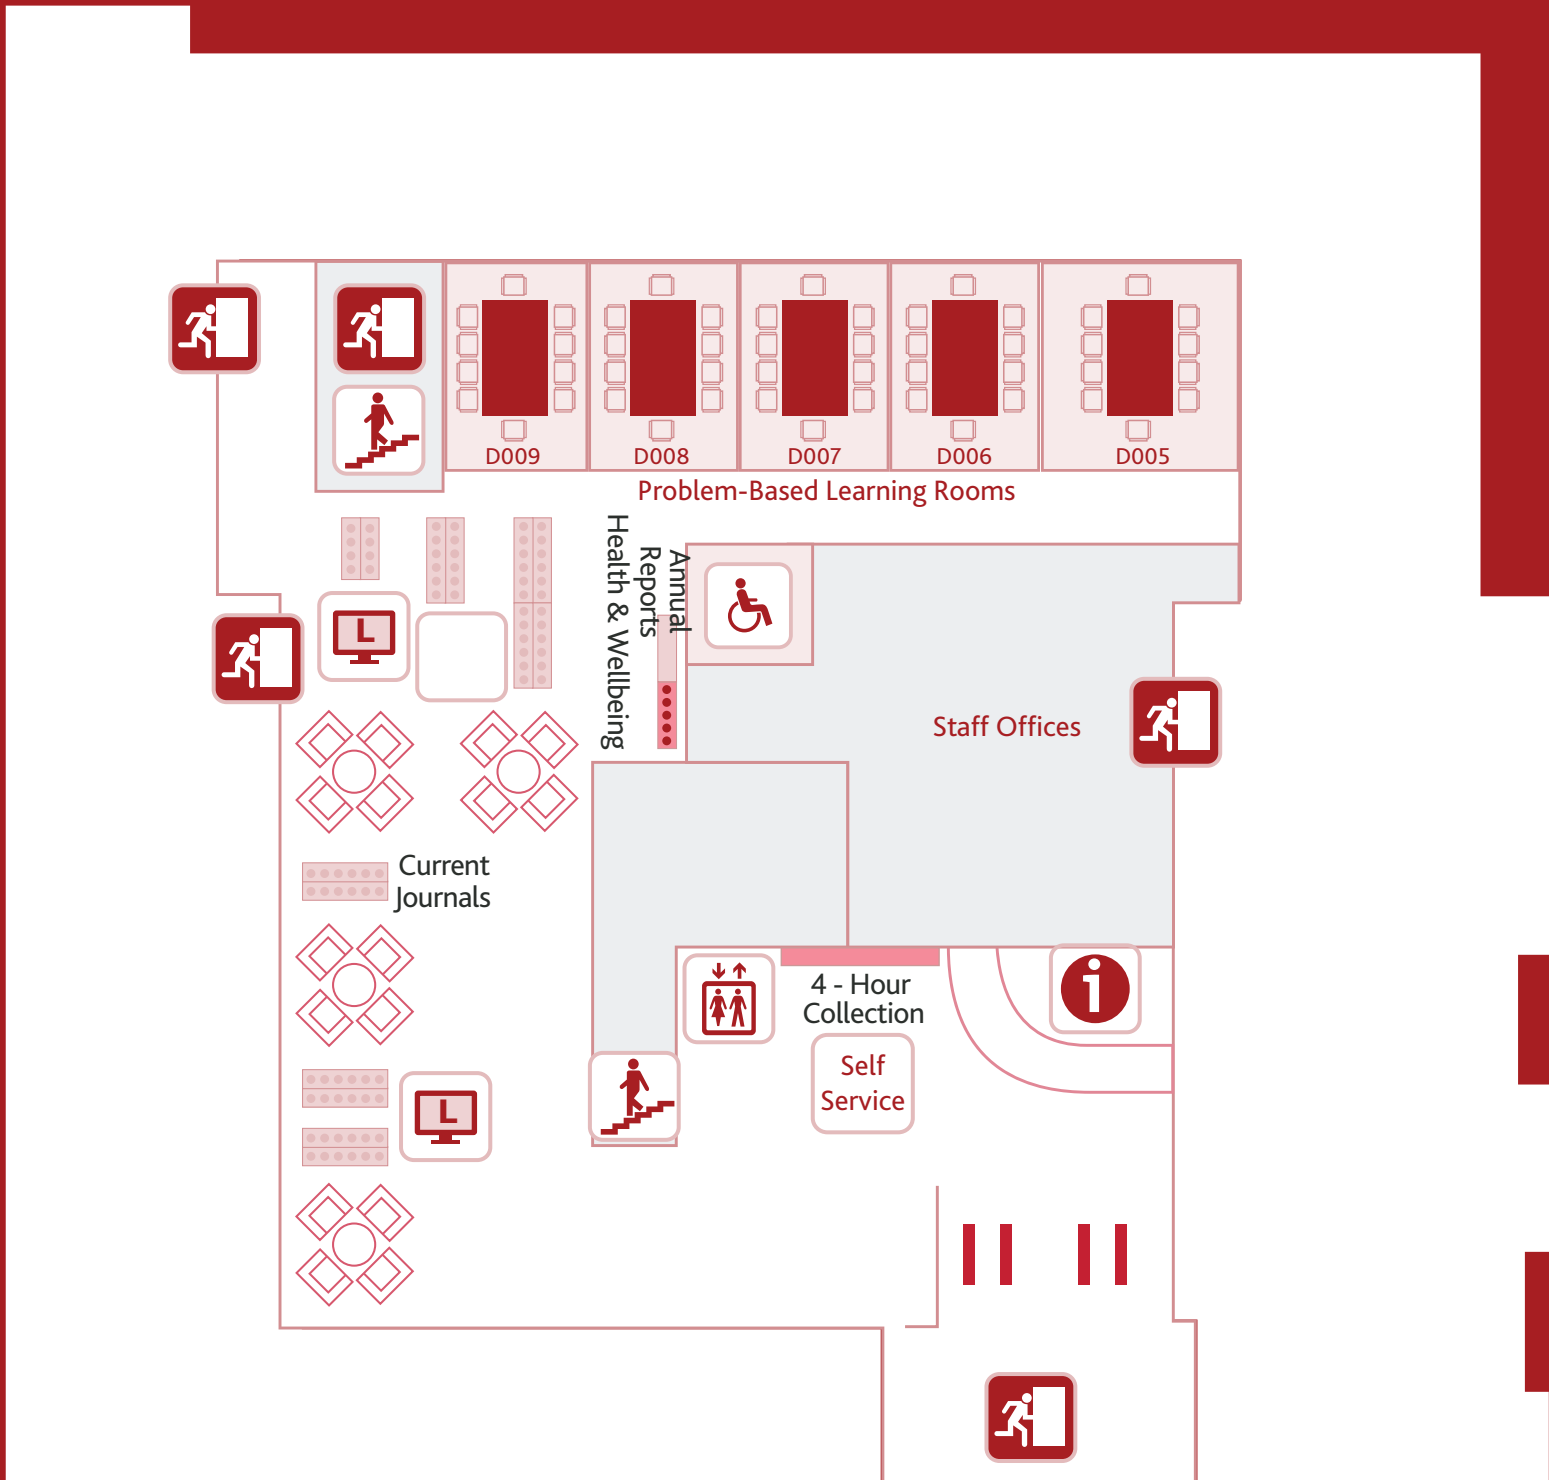 D009
D008
D007
D006
D005
Problem-Based Learning Rooms
Annual
Reports
Health & Wellbeing
L
Staff Offices
Current
Journals
4 - Hour
Collection
i
Self
Service
L